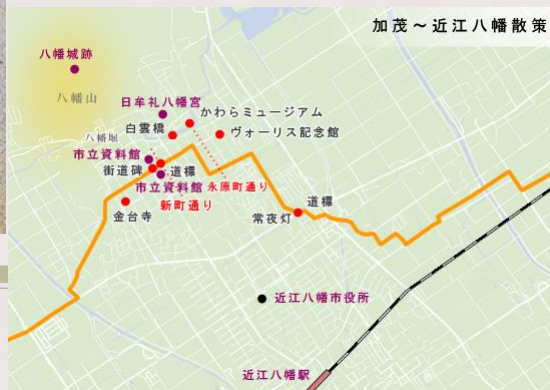 加茂～近江八幡散策
八幡城跡
八幡山
日牟礼八幡宮
かわらミュージアム
白雲橋
ヴォーリス記念館
八幡堀
市立資料館
街道碑
道標
市立資料館
永原町通り
新町通り
金台寺
道標
常夜灯
近江八幡市役所
近江八幡駅